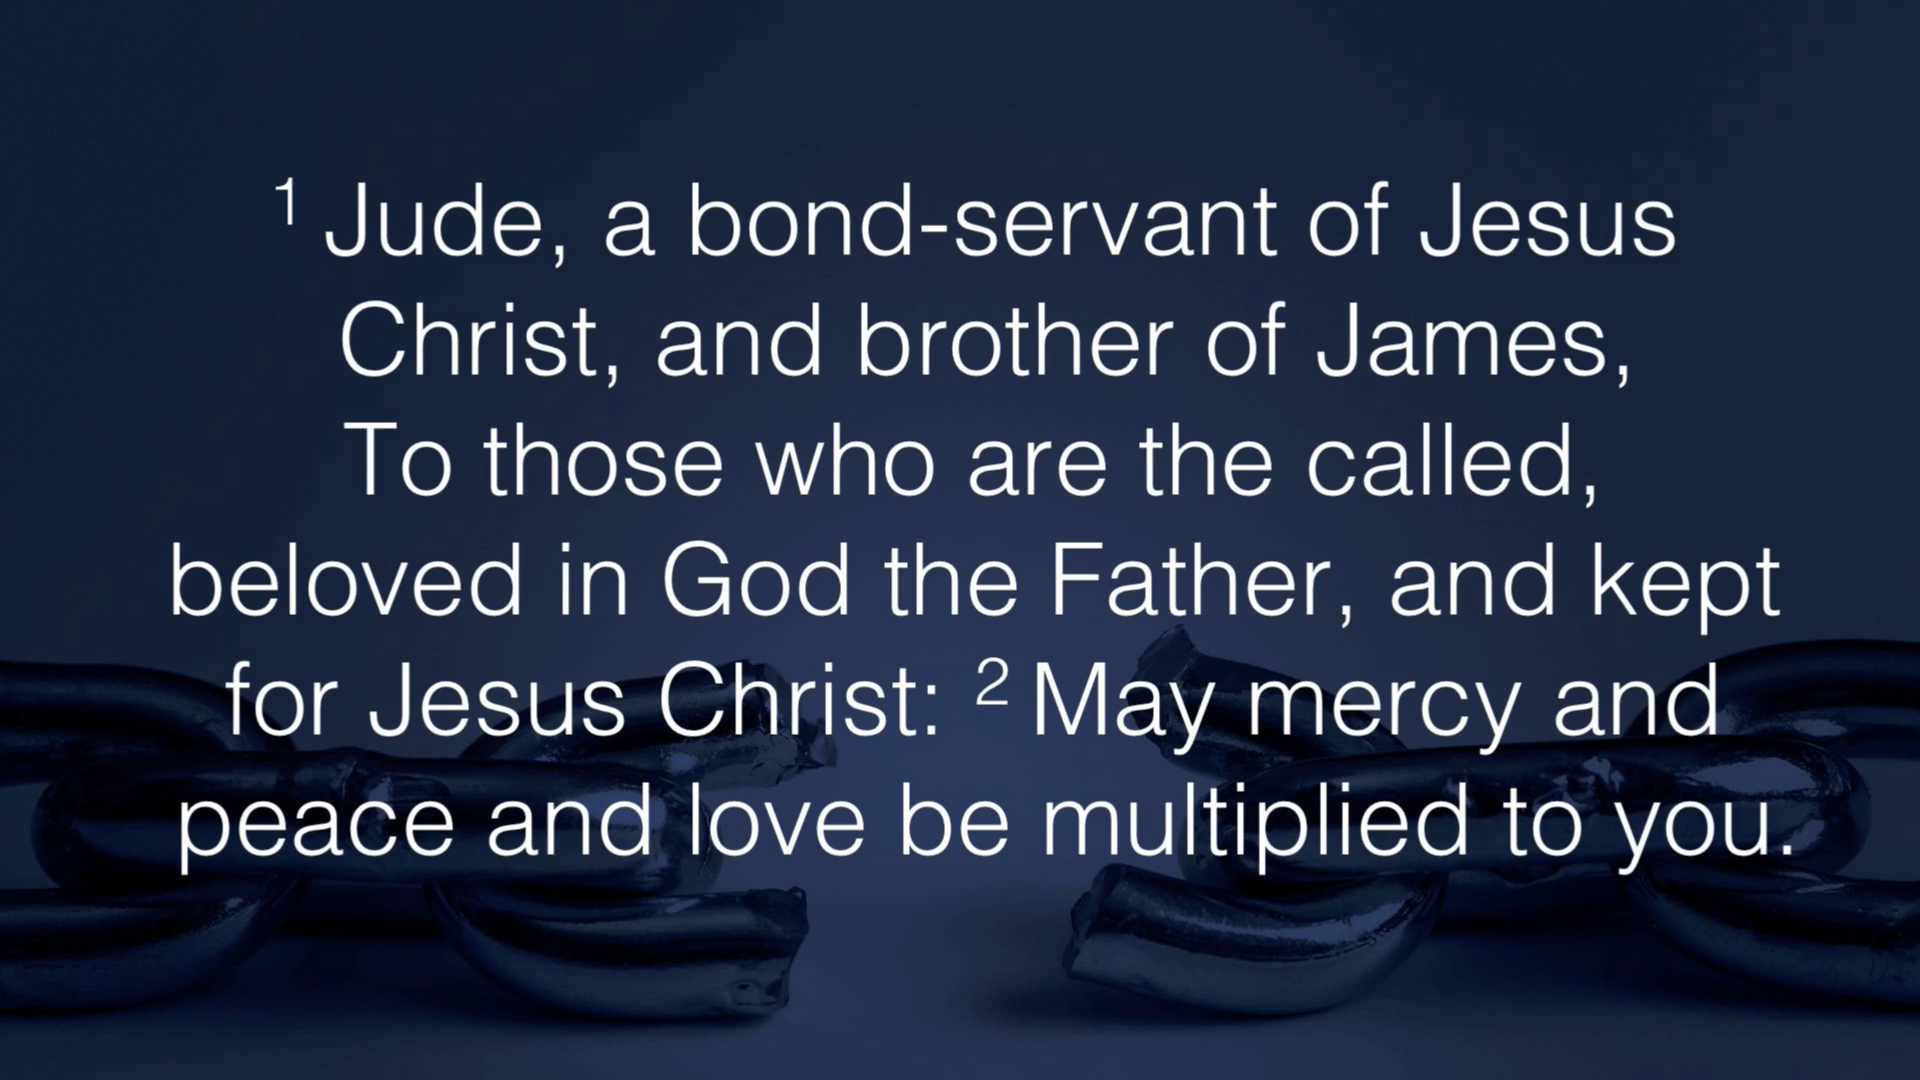 ¹ Jude, a bond-servant of Jesus
Christ, and brother of James,
To those who are the called,
beloved in God the Father, and kept
for Jesus Christ: ² May mercy and
peace and love be multiplied to you.